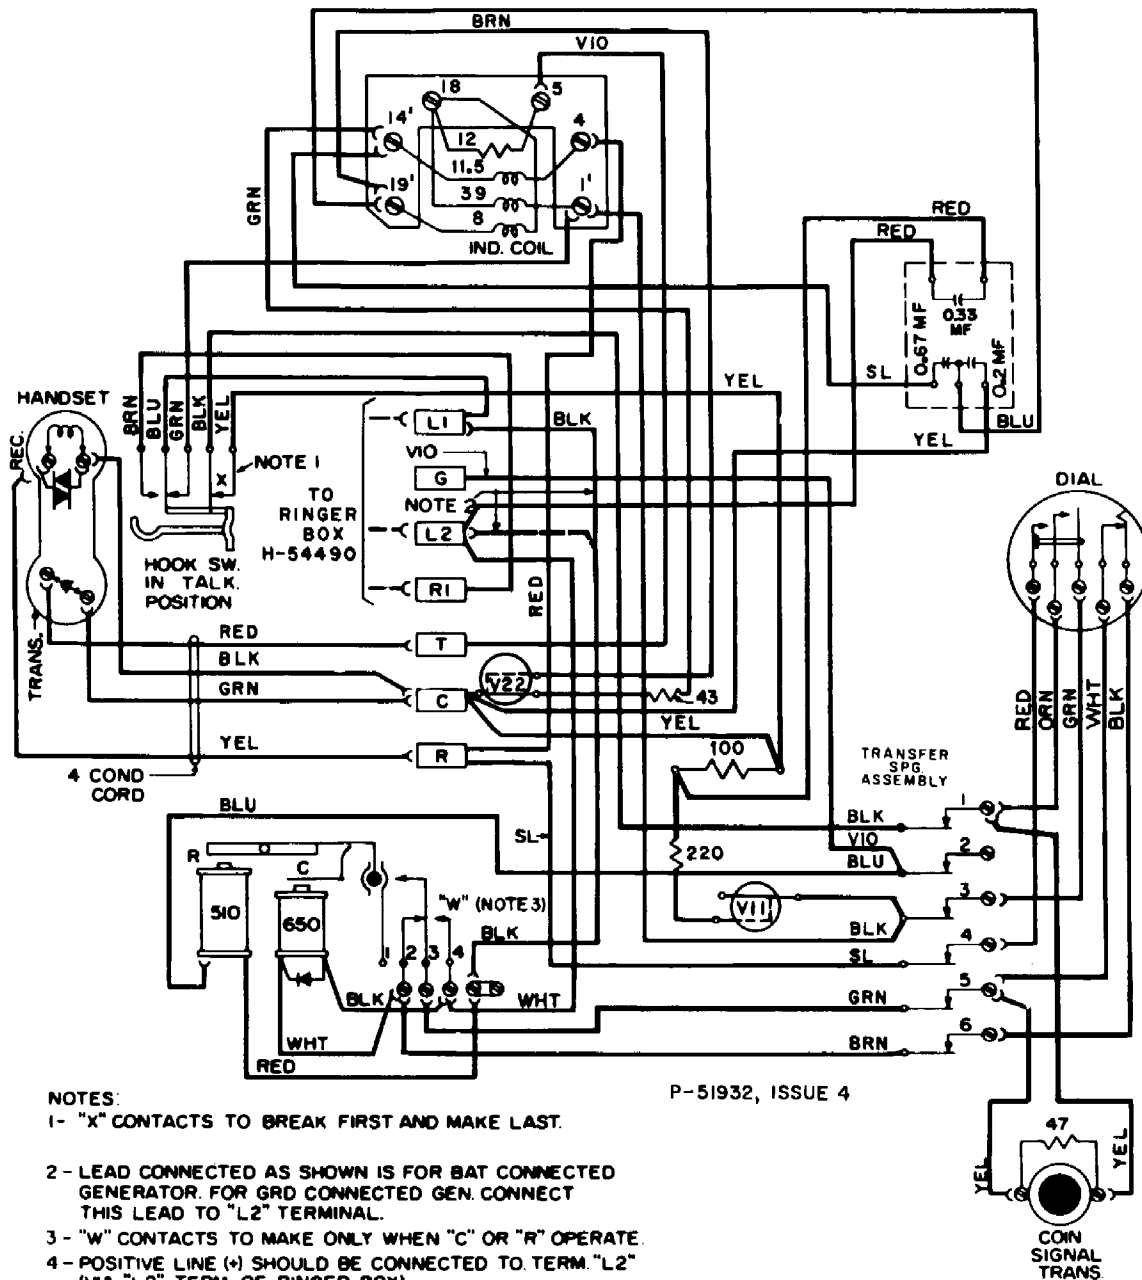 BRN
VIO
18
5
14'
4
12
11.5
39
19'
1'
8
IND. COIL
GRN
RED
RED
0.33
MF
0.67 MF
0.2 MF
SL
BLU
YEL
YEL
HANDSET
REC.
BRN
BLU
GRN
BLK
YEL
X
NOTE 1
L1
BLK
VIO
G
TO
RINGER
BOX
H-54490
NOTE 2
L2
R1
HOOK SW.
IN TALK.
POSITION
RED
DIAL
TRANS.
RED
T
BLK
V22
GRN
C
43
YEL
YEL
R
100
4 COND
CORD
RED
ORN
GRN
WHT
BLK
TRANSFER
SPG.
ASSEMBLY
BLU
SL
BLK
1
VIO
2
BLU
220
R
C
510
650
"W" (NOTE 3)
V11
3
BLK
BLK
4
SL
1
2
3
4
5
GRN
BLK
WHT
6
BRN
WHT
RED
P-51932, ISSUE 4
NOTES:
1- "X" CONTACTS TO BREAK FIRST AND MAKE LAST.
2 - LEAD CONNECTED AS SHOWN IS FOR BAT CONNECTED
GENERATOR. FOR GRD CONNECTED GEN. CONNECT
THIS LEAD TO "L2" TERMINAL.
3 - "W" CONTACTS TO MAKE ONLY WHEN "C" OR "R" OPERATE.
4 - POSITIVE LINE (+) SHOULD BE CONNECTED TO TERM. "L2"
(VIA "L2" TERM. OF RINGER BOX)
47
YEL
YEL
COIN
SIGNAL
TRANS.